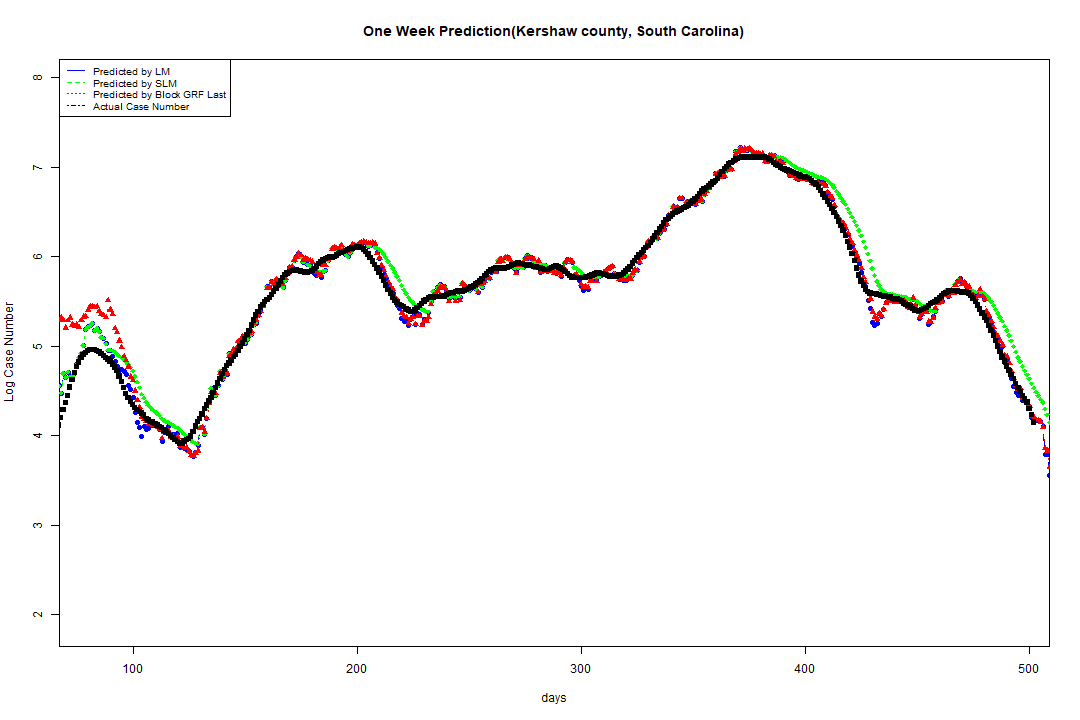 One Week Prediction(Kershaw county, South Carolina)
Predicted by LM
Predicted by SLM
Predicted by Block GRF Last
Actual Case Number
8
7
6
5
4
3
2
Log Case Number
100 200 300 400 500
days